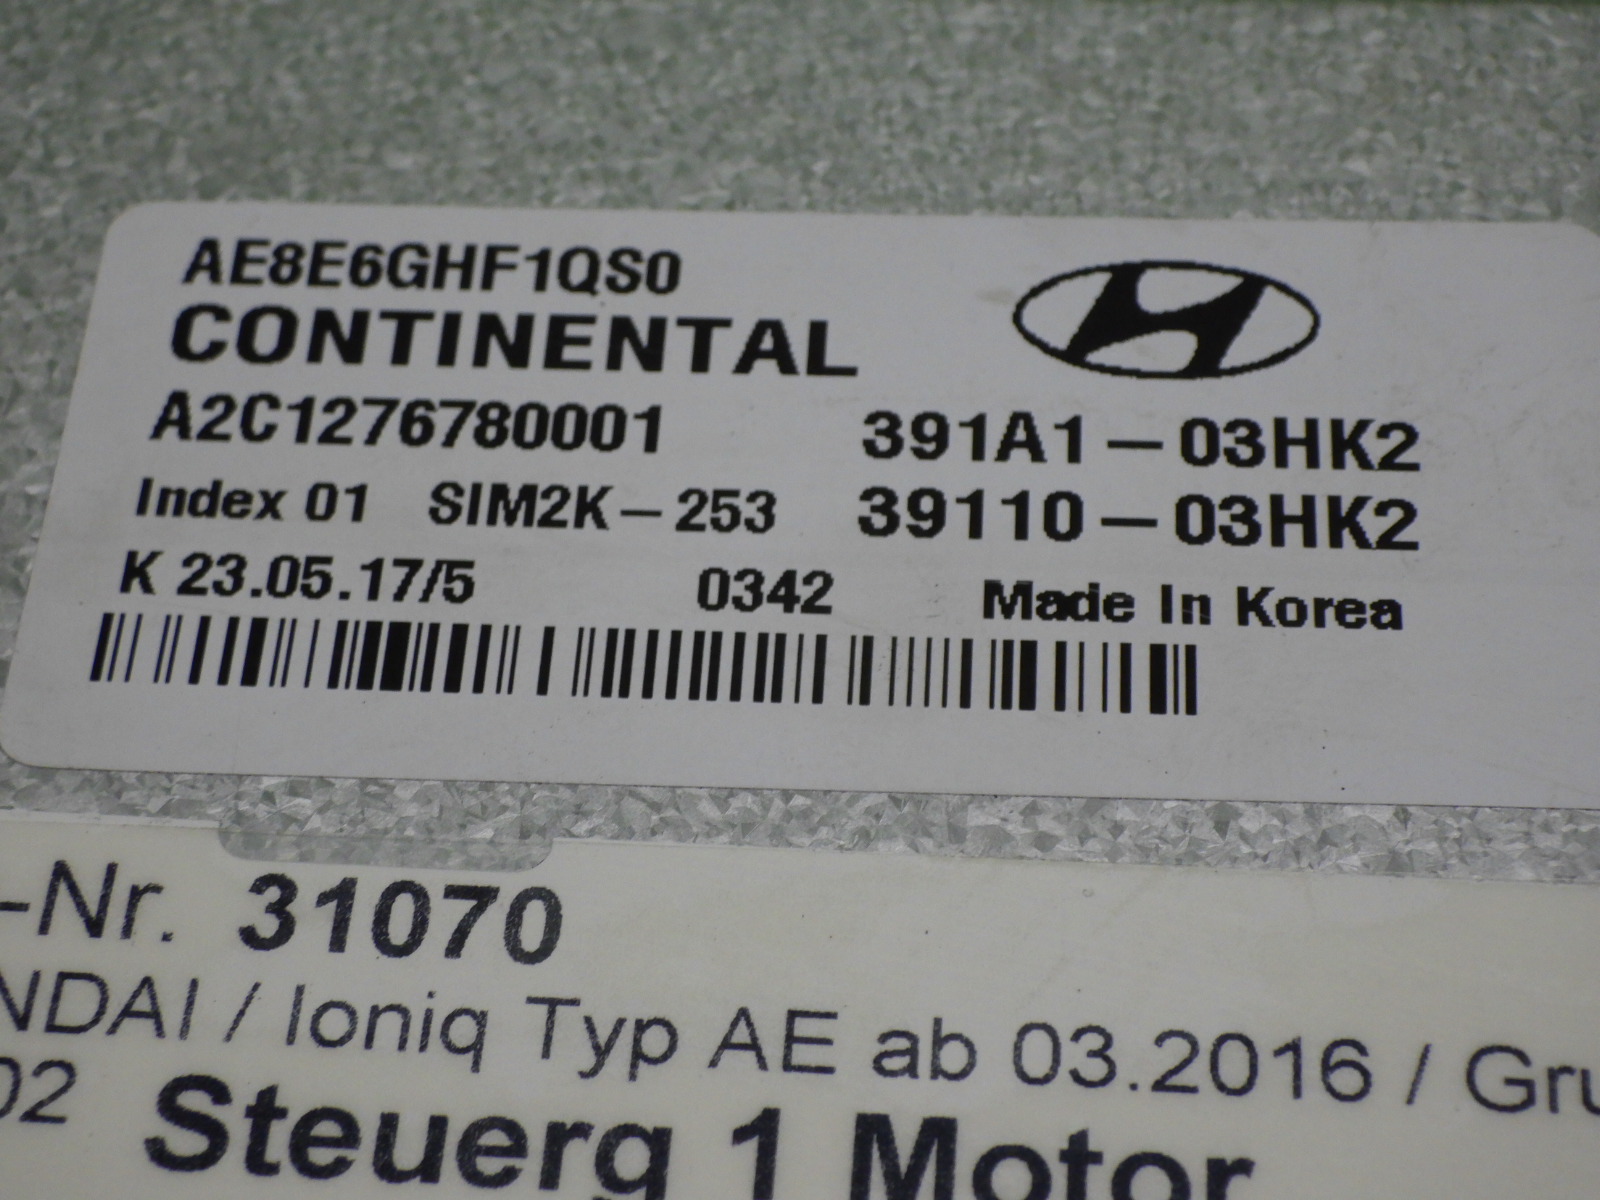 AE8E6GHF1QS0
CONTINENTAL
A2C1276780001 391A1-03HK2
Index 01 SIM2K-253 39110-03HK2
K 23.05.17/5 0342 Made In Korea
-Nr. 31070
NDAI / Ioniq Typ AE ab 03.2016 / Gru
02 Steuerg 1 Motor